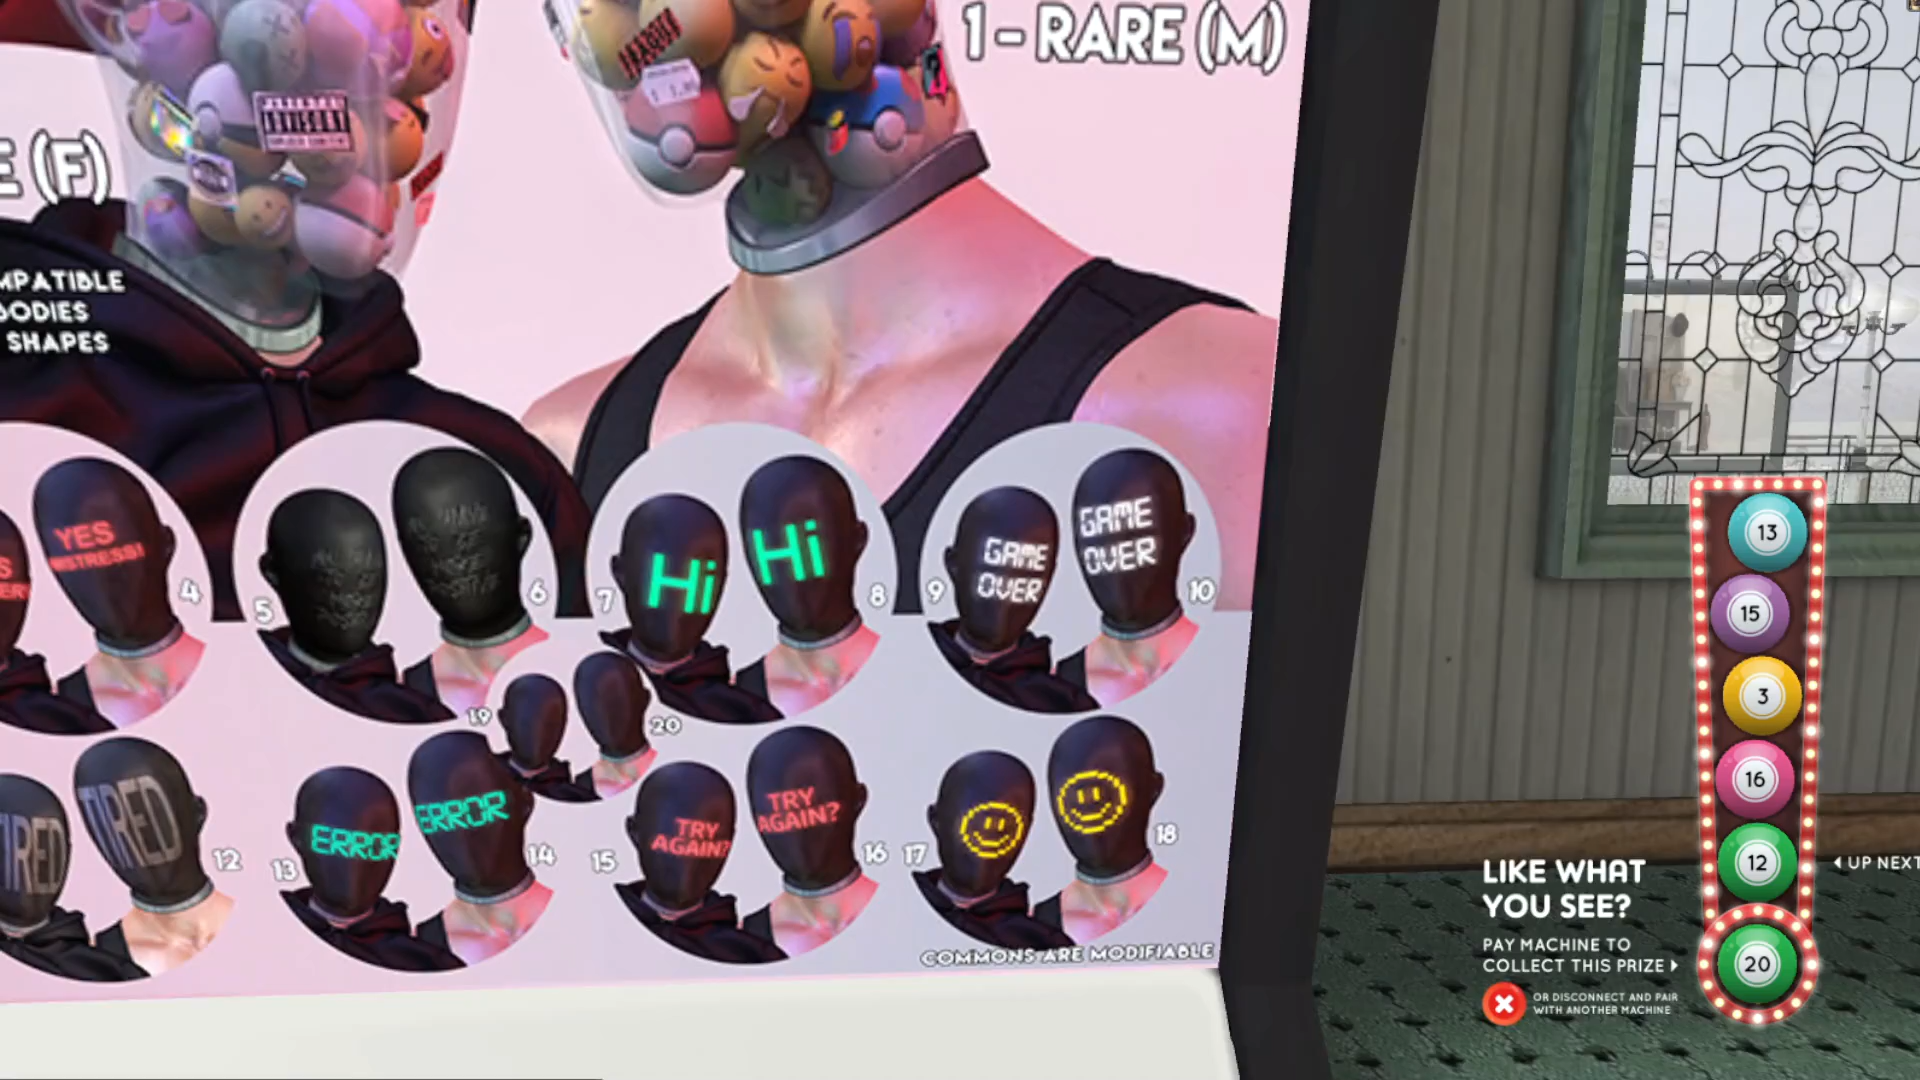 1 - RARE (M)
E (F)
ADVISORY
MPATIBLE
BODIES
SHAPES
YES
MISTRESS!
4
5
6
Hi
Hi
7
8
GAME
OVER
GAME
OVER
9
10
19
20
TIRED
TIRED
12
ERROR
ERROR
13
14
TRY
AGAIN?
TRY
AGAIN?
15
16
17
18
COMMONS ARE MODIFIABLE
13
15
3
16
12
UP NEXT
20
LIKE WHAT
YOU SEE?
PAY MACHINE TO
COLLECT THIS PRIZE
OR DISCONNECT AND PAIR
WITH ANOTHER MACHINE